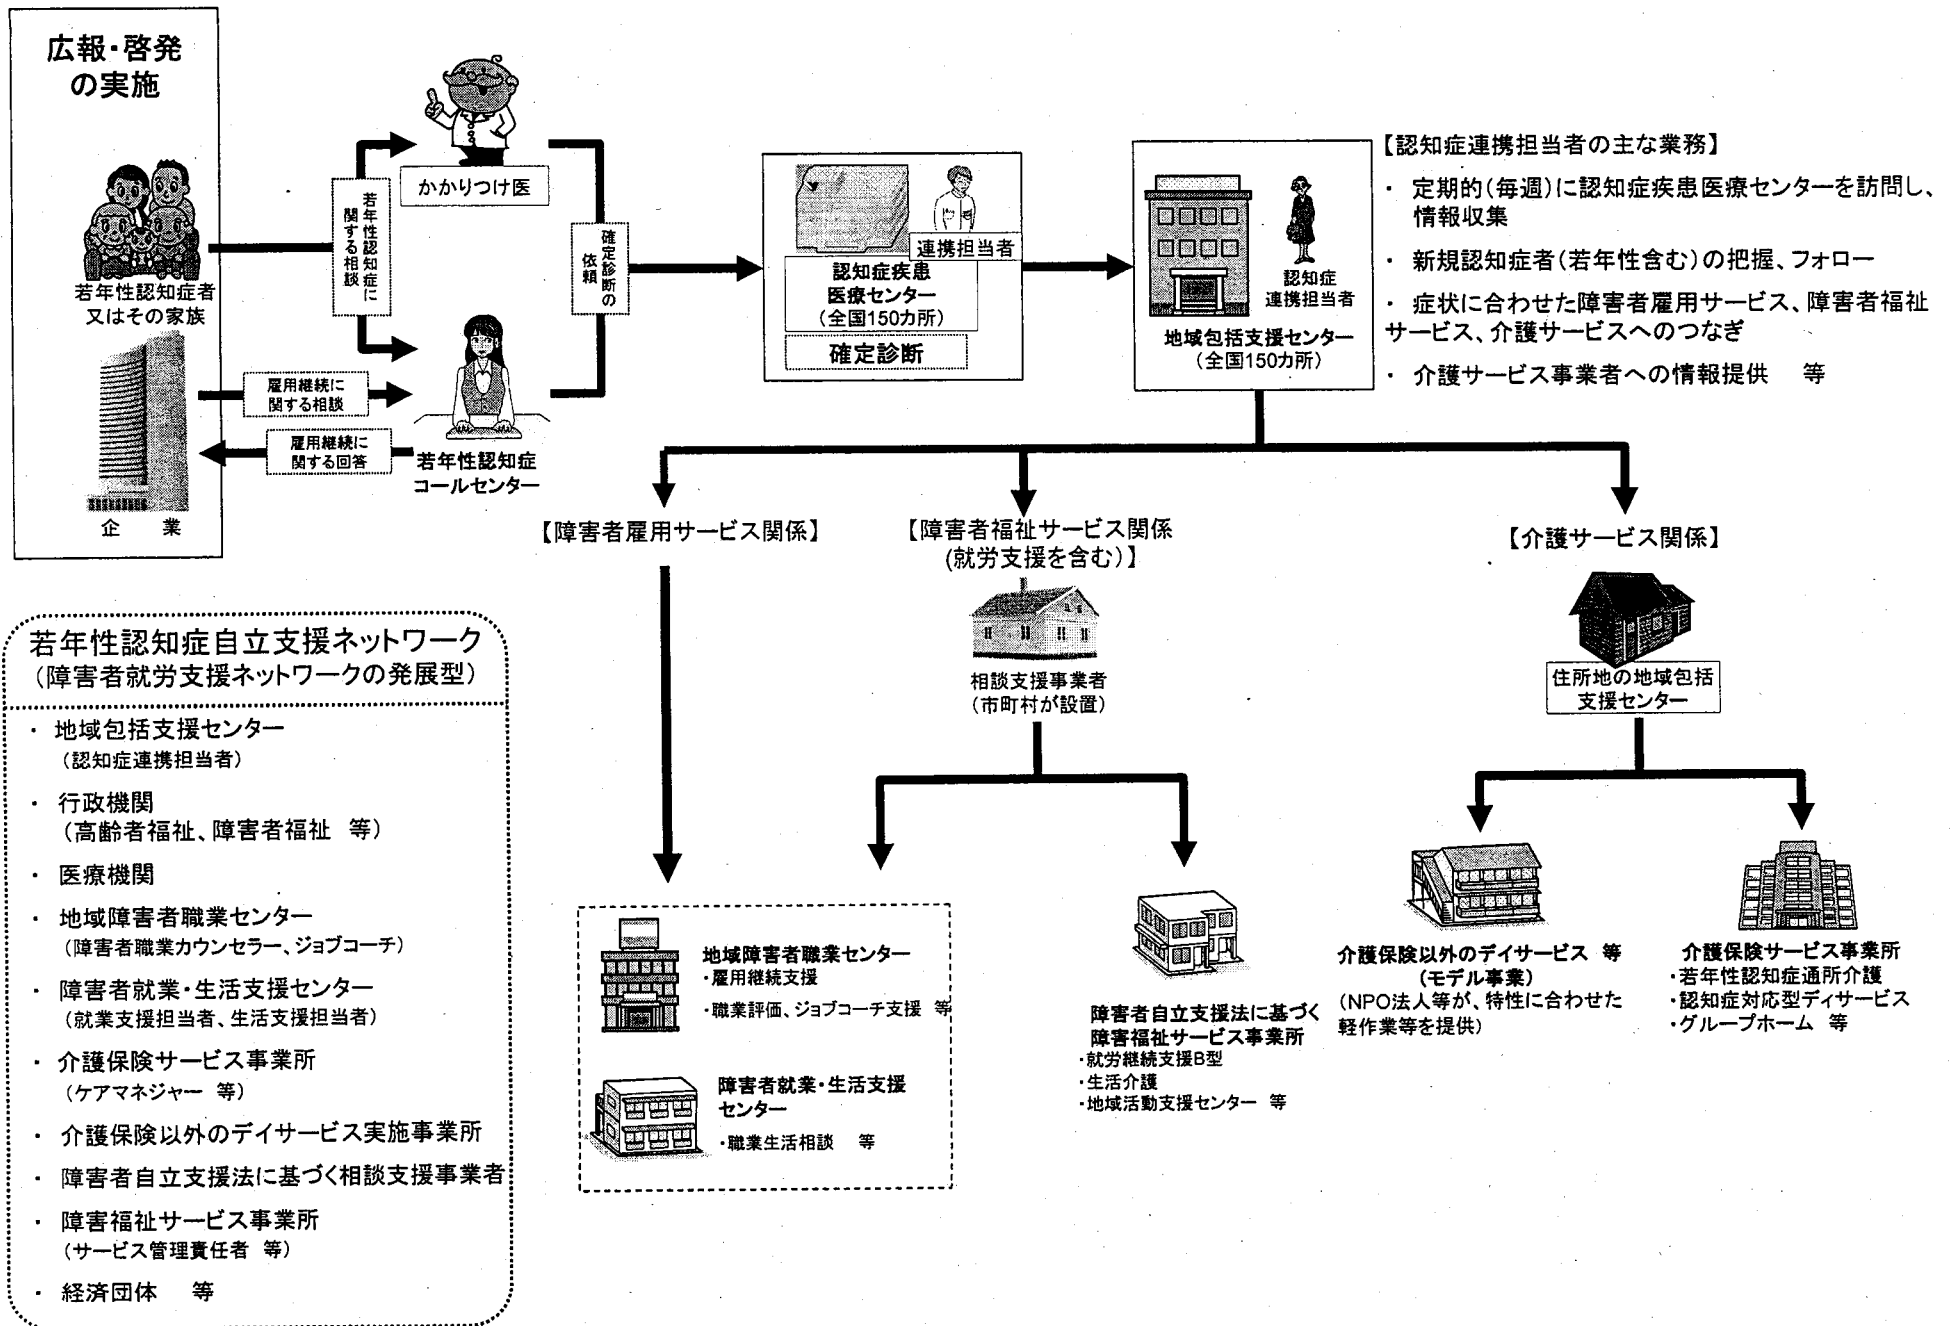 広報・啓発
の実施
若年性認知症者
又はその家族
企　業
若年性認知症に
関する相談
かかりつけ医
雇用継続に
関する相談
雇用継続に
関する回答
若年性認知症
コールセンター
確定診断の
依頼
連携担当者
認知症疾患
医療センター
(全国150カ所)
確定診断
認知症
連携担当者
地域包括支援センター
(全国150カ所)
【認知症連携担当者の主な業務】
・ 定期的(毎週)に認知症疾患医療センターを訪問し、
情報収集
・ 新規認知症者(若年性含む)の把握、フォロー
・ 症状に合わせた障害者雇用サービス、障害者福祉
サービス、介護サービスへのつなぎ
・ 介護サービス事業者への情報提供　等
【障害者雇用サービス関係】
【障害者福祉サービス関係
(就労支援を含む)】
【介護サービス関係】
相談支援事業者
(市町村が設置)
住所地の地域包括
支援センター
地域障害者職業センター
・雇用継続支援
・職業評価、ジョブコーチ支援 等
障害者就業・生活支援
センター
・職業生活相談　等
障害者自立支援法に基づく
障害福祉サービス事業所
・就労継続支援B型
・生活介護
・地域活動支援センター 等
介護保険以外のデイサービス 等
(モデル事業)
(NPO法人等が、特性に合わせた
軽作業等を提供)
介護保険サービス事業所
・若年性認知症通所介護
・認知症対応型ディサービス
・グループホーム 等
若年性認知症自立支援ネットワーク
(障害者就労支援ネットワークの発展型)
・ 地域包括支援センター
(認知症連携担当者)
・ 行政機関
(高齢者福祉、障害者福祉 等)
・ 医療機関
・ 地域障害者職業センター
(障害者職業カウンセラー、ジョブコーチ)
・ 障害者就業・生活支援センター
(就業支援担当者、生活支援担当者)
・ 介護保険サービス事業所
(ケアマネジャー 等)
・ 介護保険以外のデイサービス実施事業所
・ 障害者自立支援法に基づく相談支援事業者
・ 障害福祉サービス事業所
(サービス管理責任者 等)
・ 経済団体　等